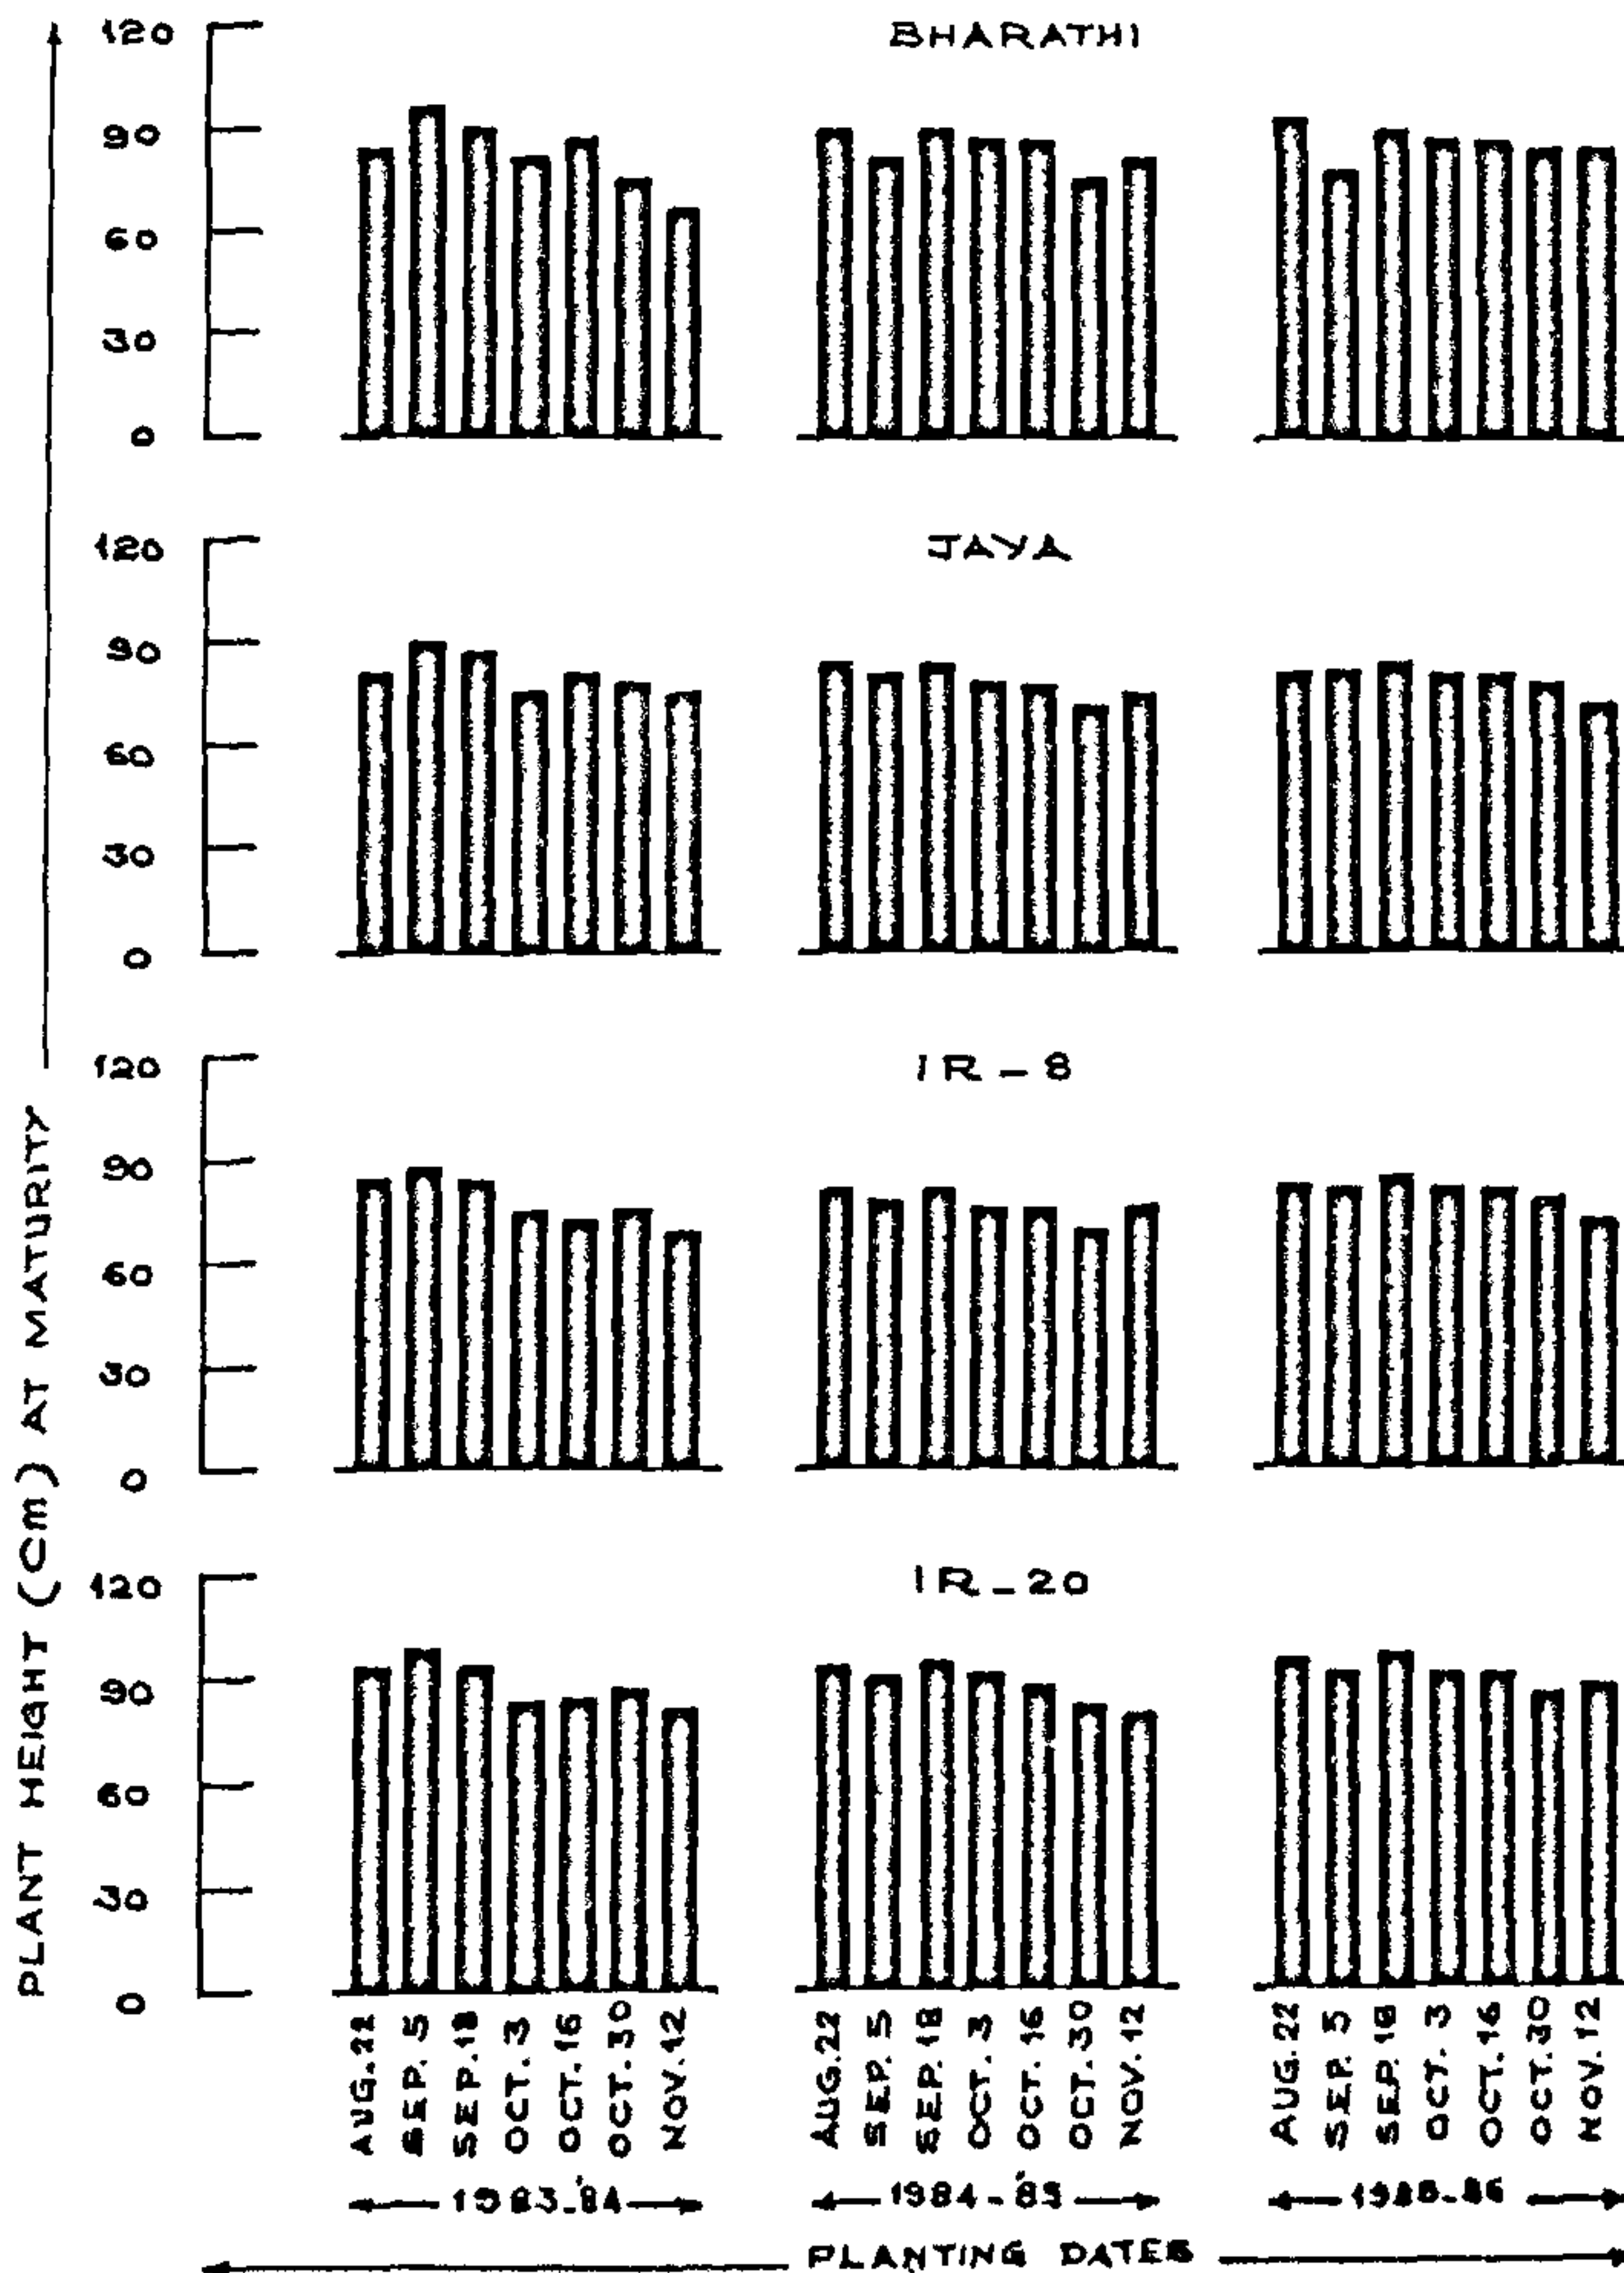 BHARATHI
120
90
60
30
0
JAYA
120
90
60
30
0
IR-8
120
90
60
30
0
IR-20
120
90
60
30
0
PLANT HEIGHT (Cm) AT MATURITY
AUG.22 SEP. 5 SEP.18 OCT. 3 OCT.16 OCT.30 NOV.12
AUG.22 SEP. 5 SEP.18 OCT. 3 OCT.16 OCT.30 NOV.12
AUG.22 SEP. 5 SEP.18 OCT. 3 OCT.16 OCT.30 NOV.12
1983-'84 1984-'85 1985-86
PLANTING DATES